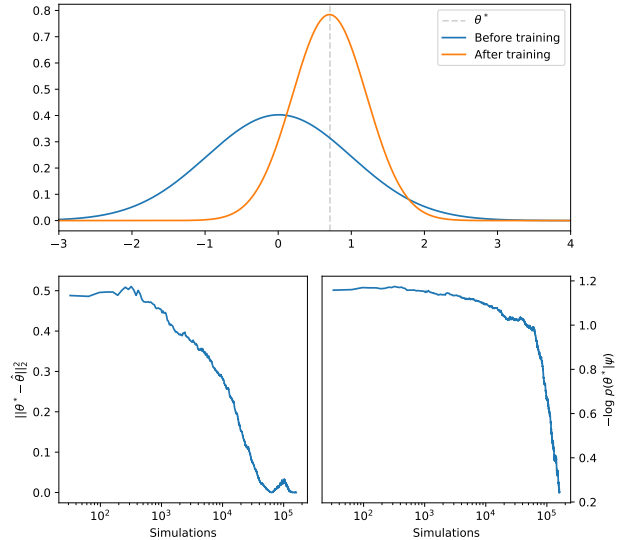 0.8
0.7
0.6
0.5
0.4
0.3
0.2
0.1
0.0
−3 −2 −1 0 1 2 3 4
θ*
Before training
After training
0.5
0.4
0.3
0.2
0.1
0.0
||θ* − θ̂||₂²
10² 10³ 10⁴ 10⁵
Simulations
10² 10³ 10⁴ 10⁵
Simulations
1.2
1.0
0.8
0.6
0.4
0.2
−log p(θ*|ψ)